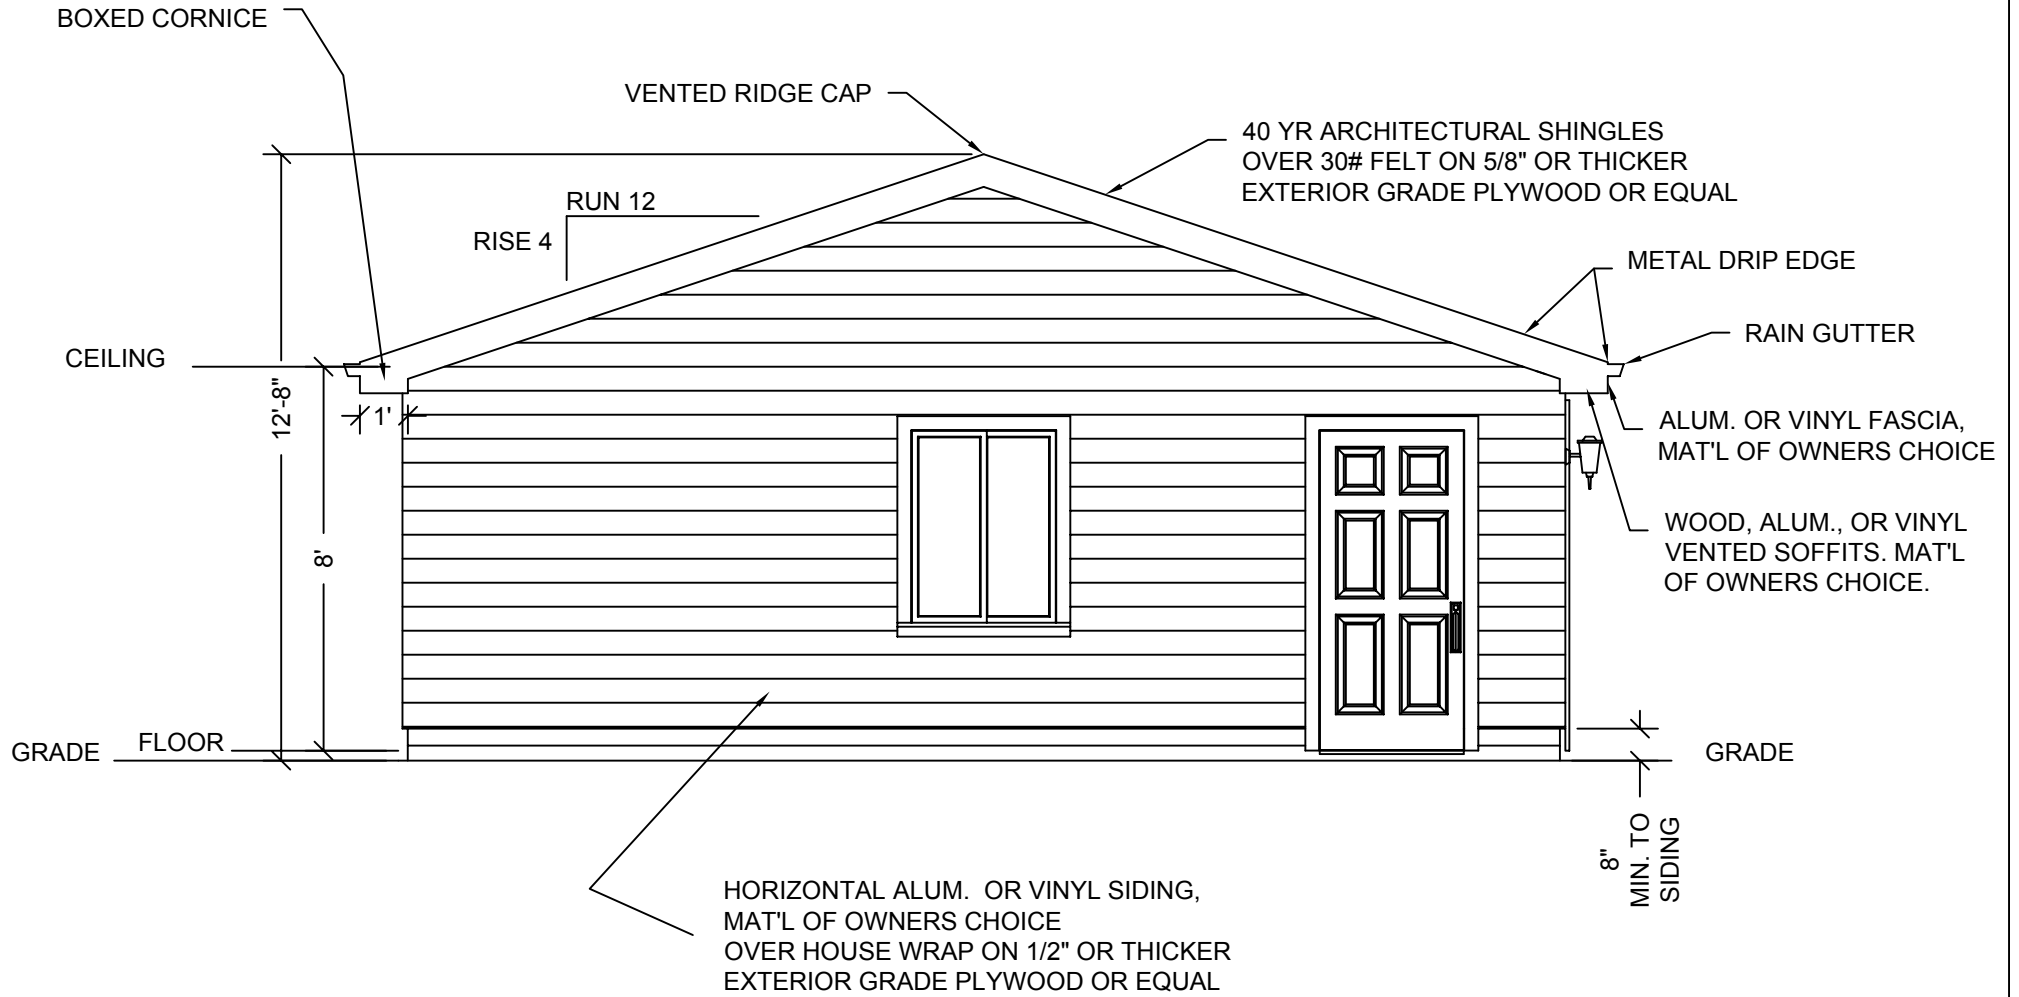 BOXED CORNICE
VENTED RIDGE CAP
40 YR ARCHITECTURAL SHINGLES
OVER 30# FELT ON 5/8" OR THICKER
EXTERIOR GRADE PLYWOOD OR EQUAL
RUN 12
RISE 4
METAL DRIP EDGE
RAIN GUTTER
CEILING
12'-8"
1'
ALUM. OR VINYL FASCIA,
MAT'L OF OWNERS CHOICE
8'
WOOD, ALUM., OR VINYL
VENTED SOFFITS. MAT'L
OF OWNERS CHOICE.
FLOOR
GRADE
GRADE
8"
MIN. TO
SIDING
HORIZONTAL ALUM.  OR VINYL SIDING,
MAT'L OF OWNERS CHOICE
OVER HOUSE WRAP ON 1/2" OR THICKER
EXTERIOR GRADE PLYWOOD OR EQUAL